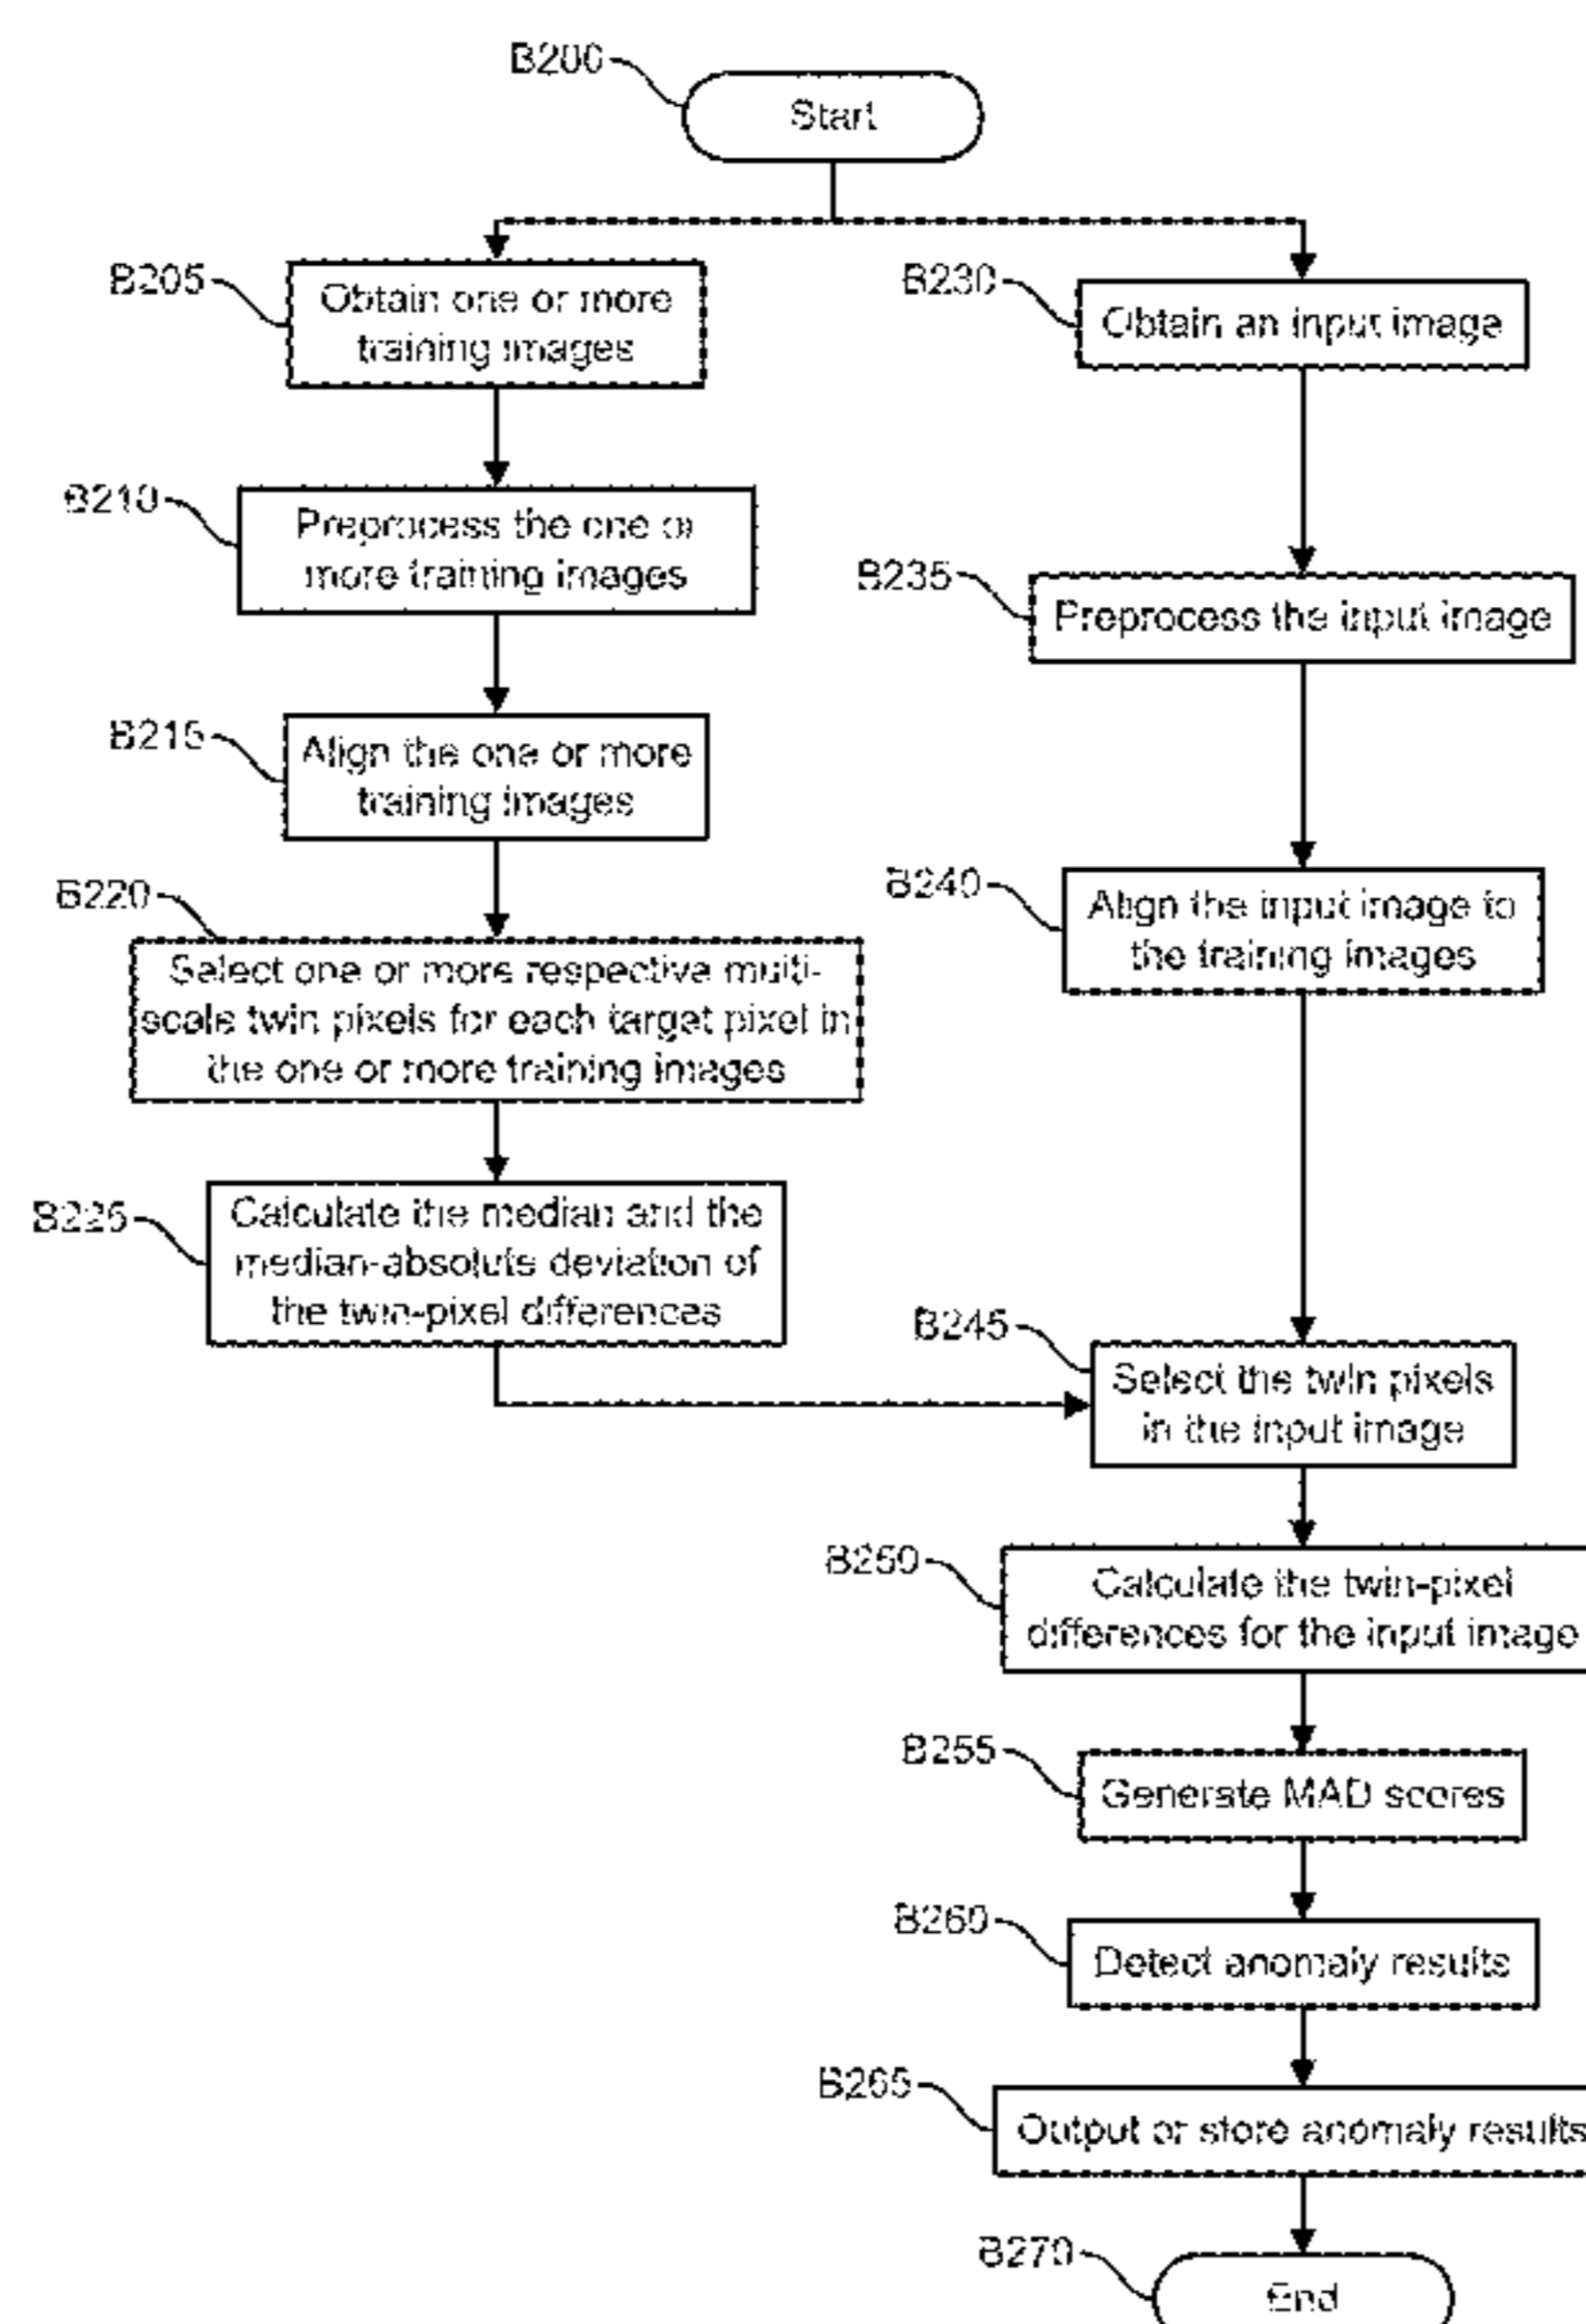 B200
Start
B205
Obtain one or more
training images
B210
Preprocess the one or
more training images
B215
Align the one or more
training images
B220
Select one or more respective multi-
scale twin pixels for each target pixel in
the one or more training images
B225
Calculate the median and the
median-absolute deviation of
the twin-pixel differences
B230
Obtain an input image
B235
Preprocess the input image
B240
Align the input image to
the training images
B245
Select the twin pixels
in the input image
B250
Calculate the twin-pixel
differences for the input image
B255
Generate MAD scores
B260
Detect anomaly results
B265
Output or store anomaly results
B270
End